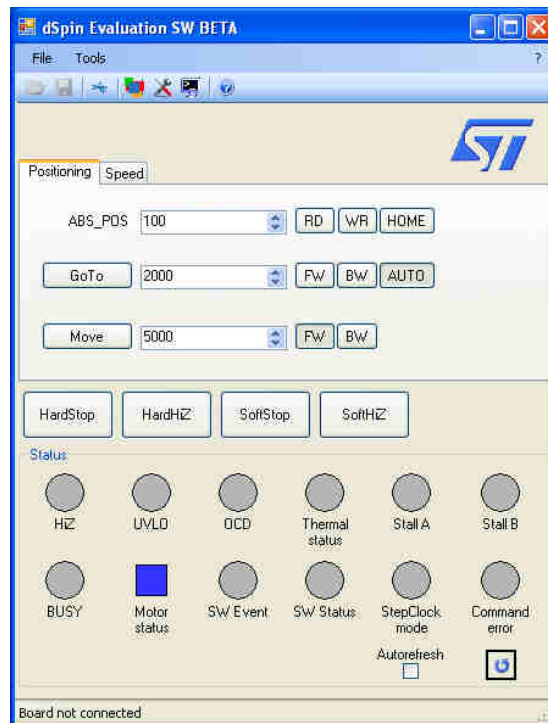 dSpin Evaluation SW BETA
File Tools ?
ST
Positioning Speed
ABS_POS 100 RD WR HOME
GoTo 2000 FW BW AUTO
Move 5000 FW BW
HardStop HardHiZ SoftStop SoftHiZ
Status
HiZ UVLO OCD Thermal status Stall A Stall B
BUSY Motor status SW Event SW Status StepClock mode Command error
Autorefresh
Board not connected